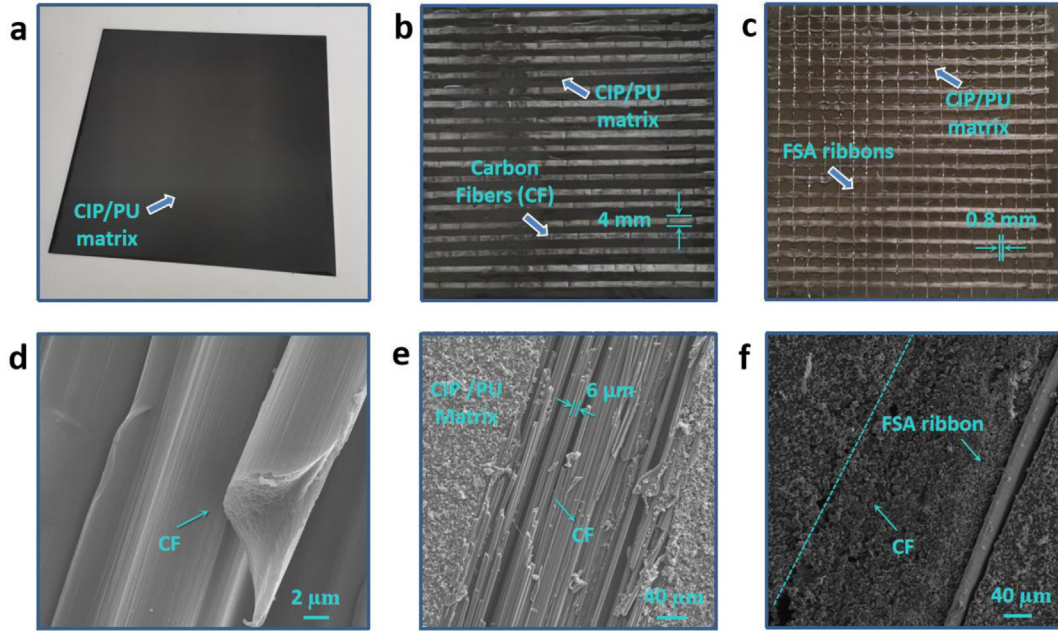 a
CIP/PU
matrix
b
CIP/PU
matrix
Carbon
Fibers (CF)
4 mm
c
CIP/PU
matrix
FSA ribbons
0.8 mm
d
CF
2 μm
e
CIP /PU
Matrix
6 μm
CF
40 μm
f
FSA ribbon
CF
40 μm